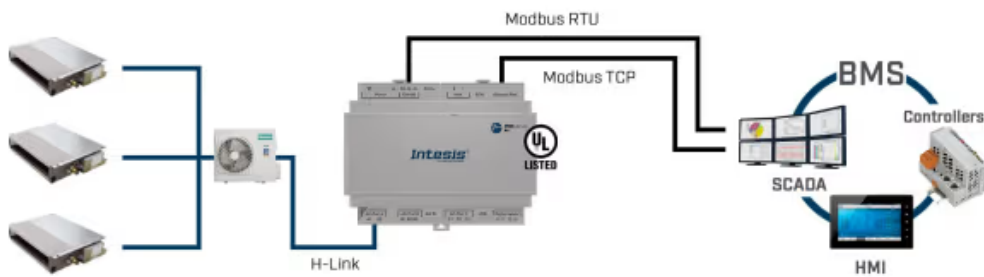 Modbus RTU
Modbus TCP
BMS
Controllers
Intesis
UL
LISTED
SCADA
H-Link
HMI